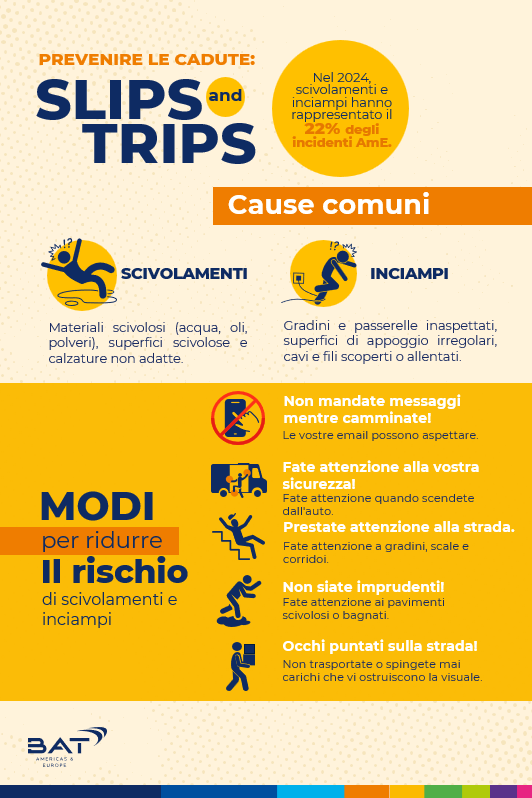 PREVENIRE LE CADUTE:
SLIPS and
TRIPS
Nel 2024,
scivolamenti e
inciampi hanno
rappresentato il
22% degli
incidenti AmE.
Cause comuni
!?
SCIVOLAMENTI
Materiali scivolosi (acqua, oli,
polveri), superfici scivolose e
calzature non adatte.
!?
INCIAMPI
Gradini e passerelle inaspettati,
superfici di appoggio irregolari,
cavi e fili scoperti o allentati.
MODI
per ridurre
Il rischio
di scivolamenti e
inciampi
Non mandate messaggi
mentre camminate!
Le vostre email possono aspettare.
Fate attenzione alla vostra
sicurezza!
Fate attenzione quando scendete
dall'auto.
Prestate attenzione alla strada.
Fate attenzione a gradini, scale e
corridoi.
Non siate imprudenti!
Fate attenzione ai pavimenti
scivolosi o bagnati.
Occhi puntati sulla strada!
Non trasportate o spingete mai
carichi che vi ostruiscono la visuale.
BAT
AMERICAS &
EUROPE